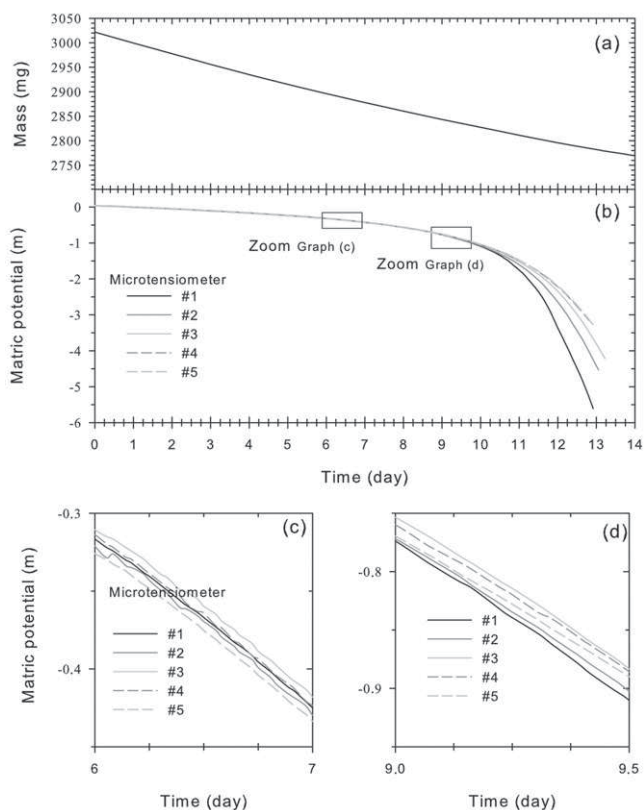 3050
3000
2950
2900
2850
2800
2750
Mass (mg)
(a)
0
-1
-2
-3
-4
-5
-6
Matric potential (m)
(b)
Zoom Graph (c)
Zoom Graph (d)
Microtensiometer
#1
#2
#3
#4
#5
0 1 2 3 4 5 6 7 8 9 10 11 12 13 14
Time (day)
-0.3
-0.4
Matric potential (m)
(c)
Microtensiometer
#1
#2
#3
#4
#5
6 7
Time (day)
(d)
-0.8
-0.9
#1
#2
#3
#4
#5
9.0 9.5
Time (day)